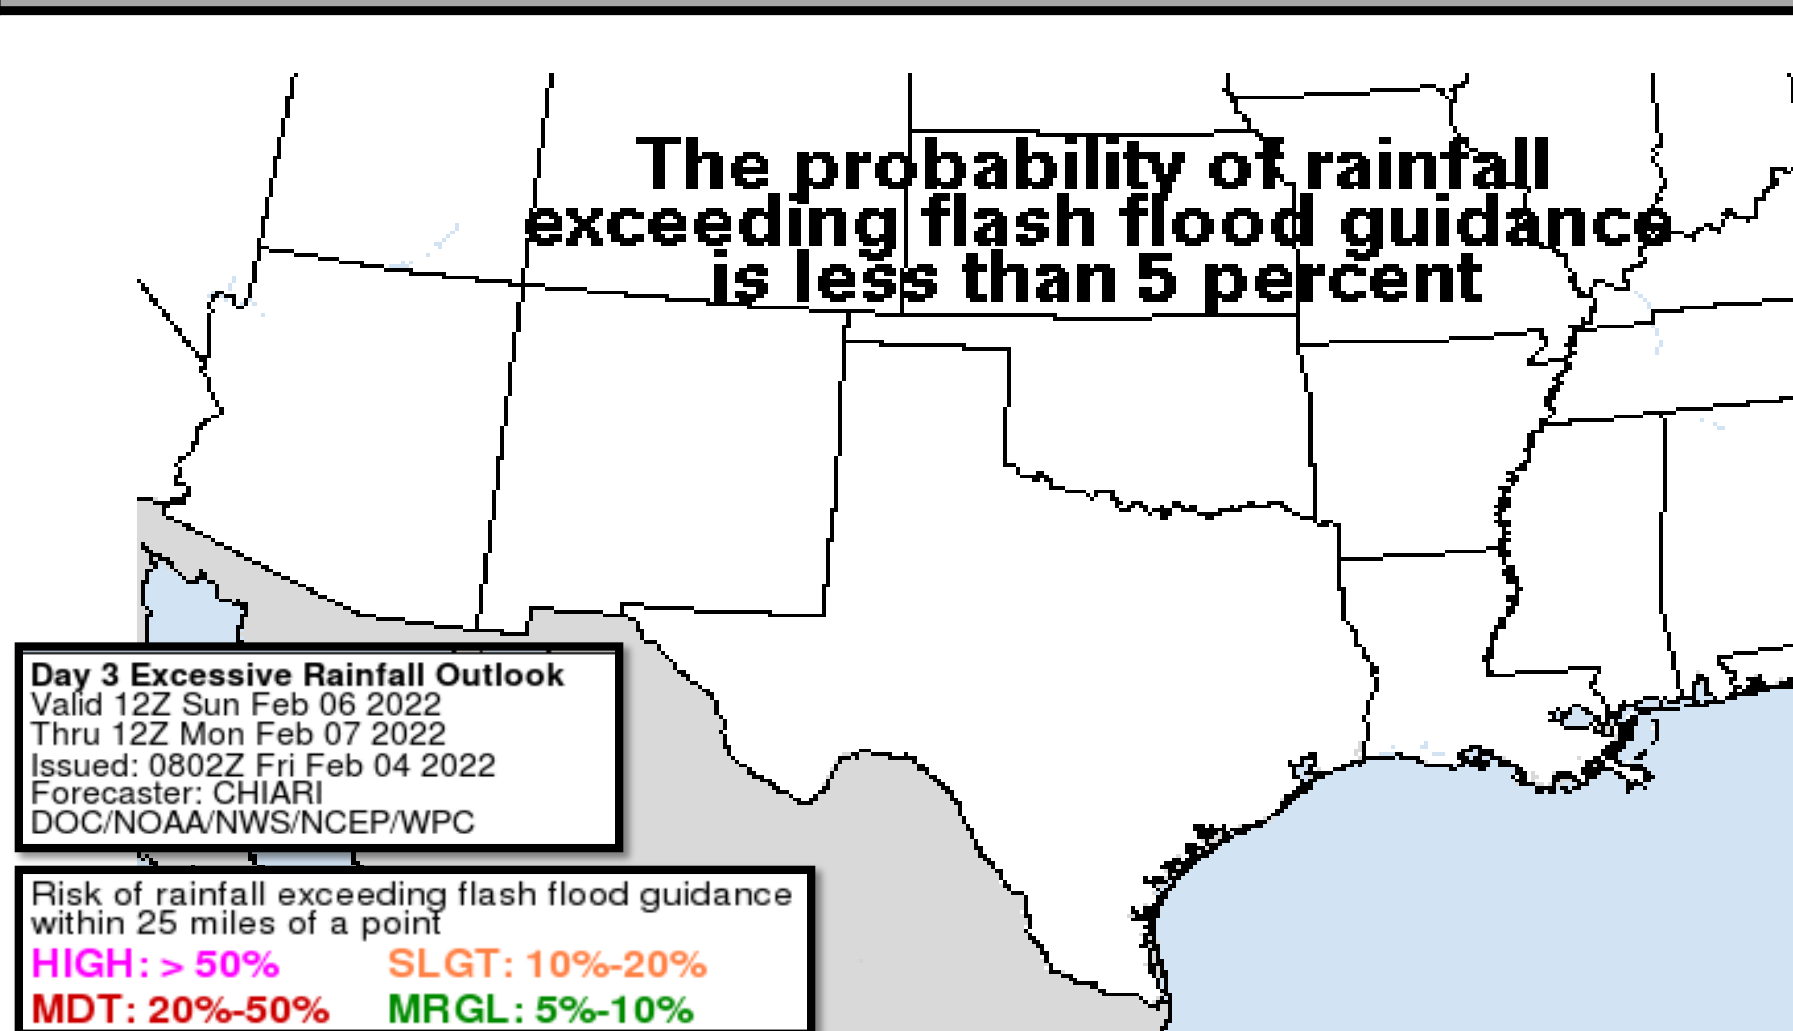 The probability of rainfall
exceeding flash flood guidance
is less than 5 percent
Day 3 Excessive Rainfall Outlook
Valid 12Z Sun Feb 06 2022
Thru 12Z Mon Feb 07 2022
Issued: 0802Z Fri Feb 04 2022
Forecaster: CHIARI
DOC/NOAA/NWS/NCEP/WPC
Risk of rainfall exceeding flash flood guidance
within 25 miles of a point
HIGH: > 50% SLGT: 10%-20%
MDT: 20%-50% MRGL: 5%-10%